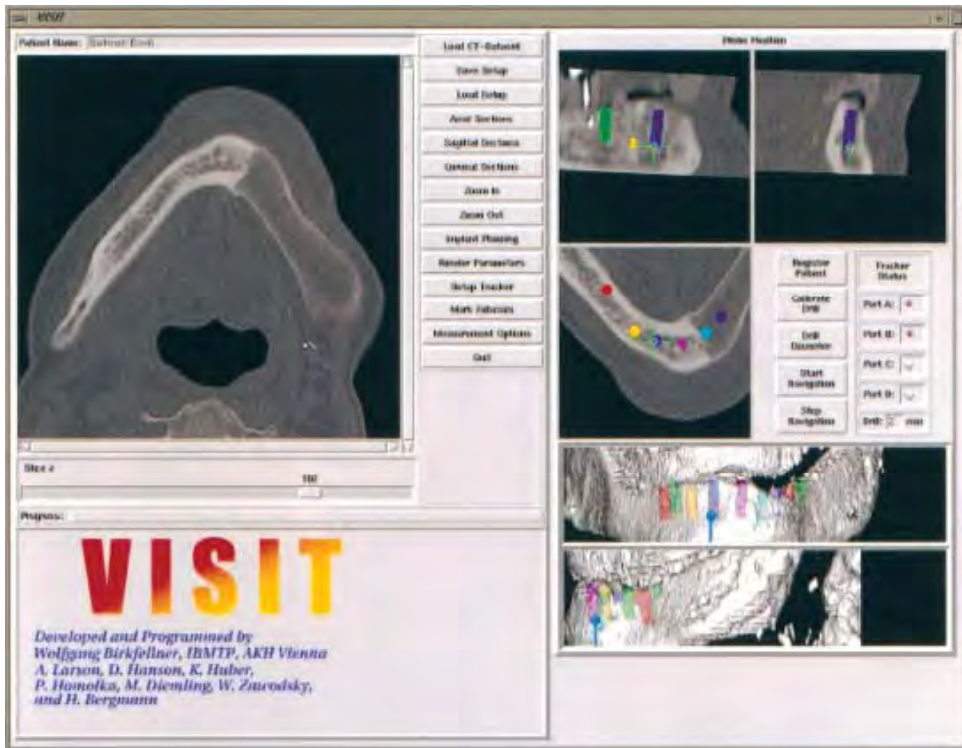 VISIT
Patient Name:
Load CT-Dataset
Save Setup
Load Setup
Axial Sections
Sagittal Sections
Coronal Sections
Zoom In
Zoom Out
Implant Planning
Render Parameters
Setup Tracker
Mark Fiducials
Measurement Options
Quit
Slice #
180
Progress:
VISIT
Developed and Programmed by
Wolfgang Birkfellner, IBMTP, AKH Vienna
A. Larson, D. Hanson, K. Huber,
P. Homolka, M. Diemling, W. Zawodsky,
and H. Bergmann
Position
Register
Patient
Calibrate
Drill
Drill
Diameter
Start
Navigation
Stop
Navigation
Tracker
Status
Port A:
Port B:
Port C:
Port D:
Drill:
mm